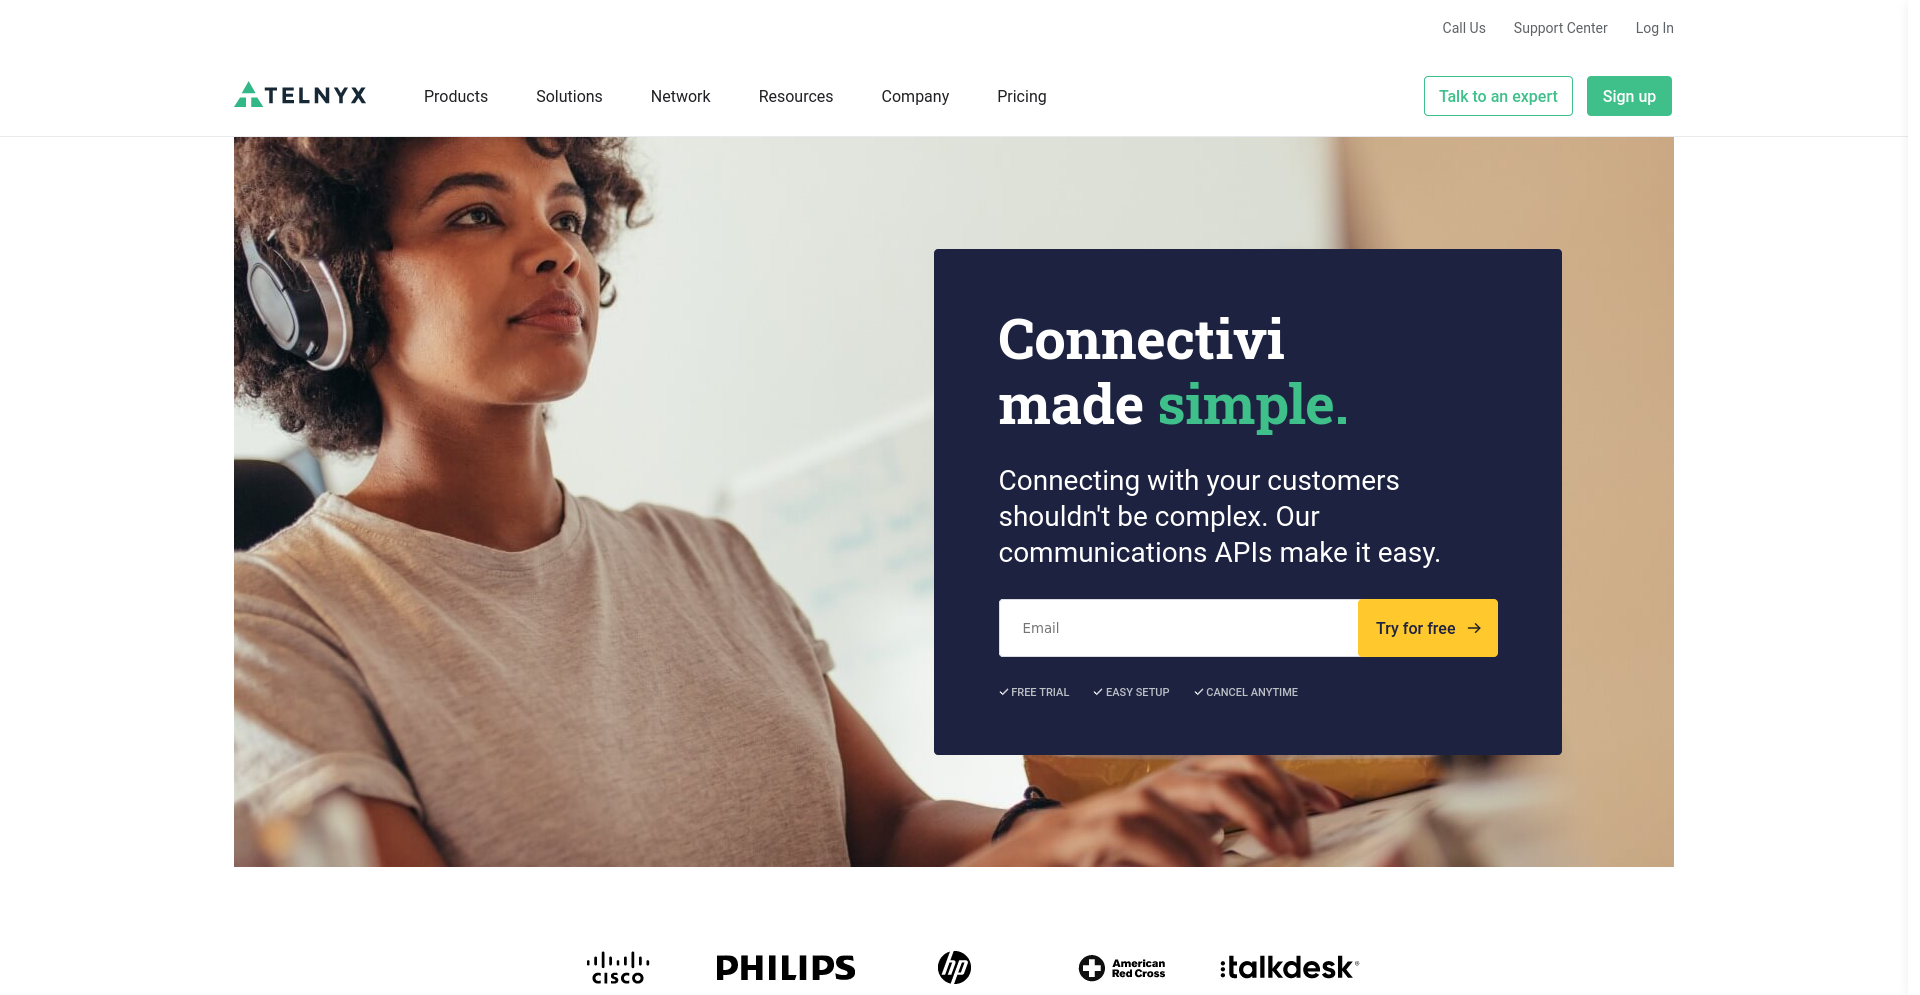 Call Us Support Center Log In
TELNYX Products Solutions Network Resources Company Pricing Talk to an expert Sign up
Connectivi
made simple.
Connecting with your customers
shouldn't be complex. Our
communications APIs make it easy.
Email Try for free →
✓ FREE TRIAL ✓ EASY SETUP ✓ CANCEL ANYTIME
CISCO PHILIPS hp American Red Cross :talkdesk®